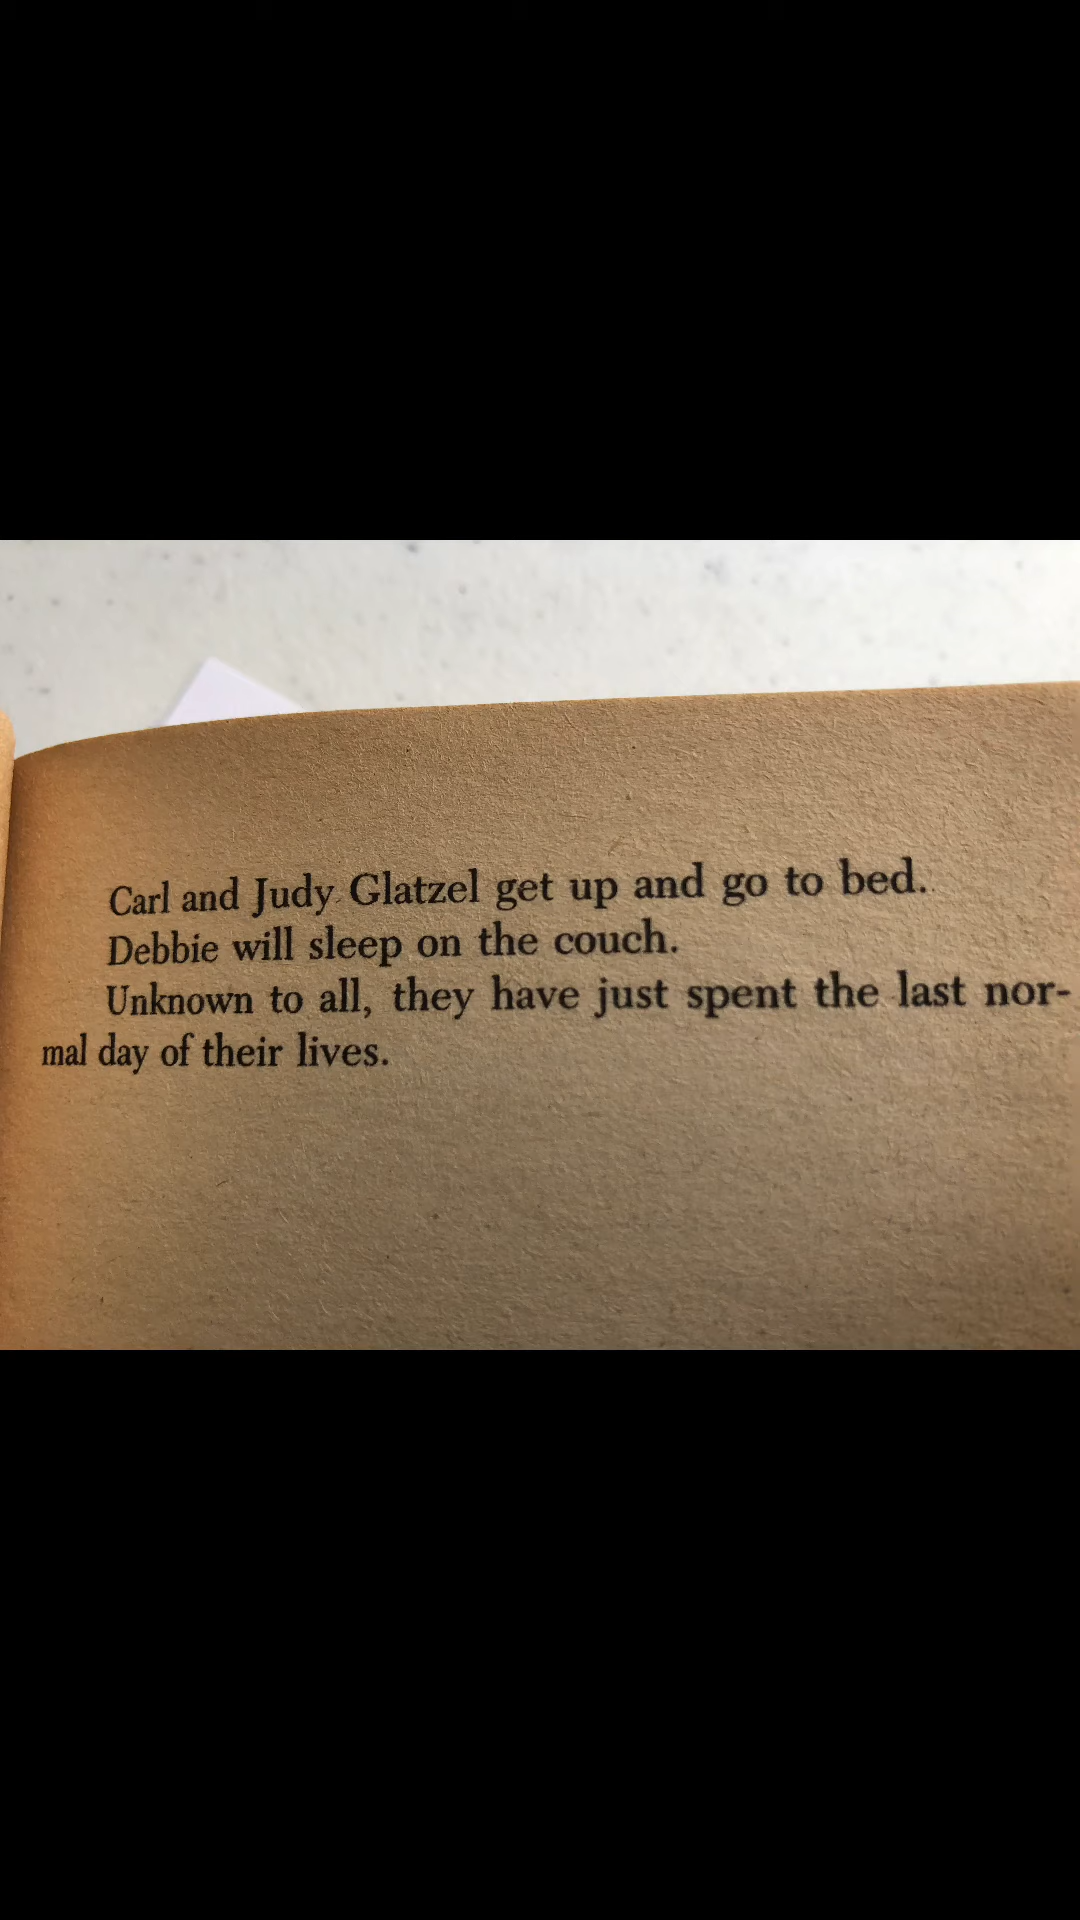 Carl and Judy Glatzel get up and go to bed.
Debbie will sleep on the couch.
Unknown to all, they have just spent the last nor-
mal day of their lives.